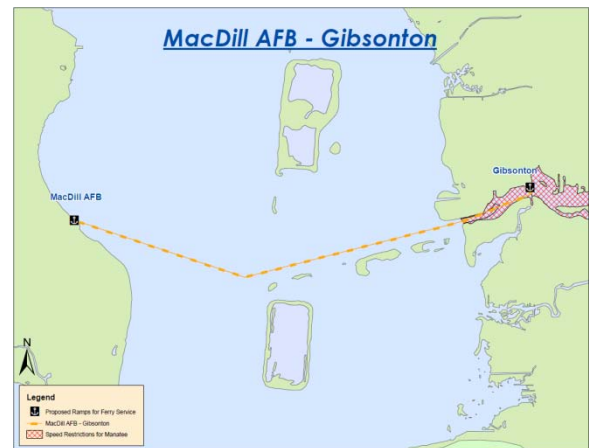 MacDill AFB - Gibsonton
Gibsonton
MacDill AFB
N
Legend
Proposed Ramps for Ferry Service
MacDill AFB - Gibsonton
Speed Restrictions for Manatee